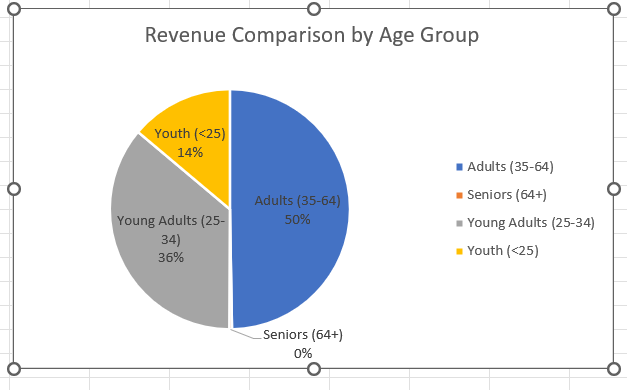 Revenue Comparison by Age Group
Youth (<25)
14%
Adults (35-64)
50%
Young Adults (25-
34)
36%
Seniors (64+)
0%
Adults (35-64)
Seniors (64+)
Young Adults (25-34)
Youth (<25)